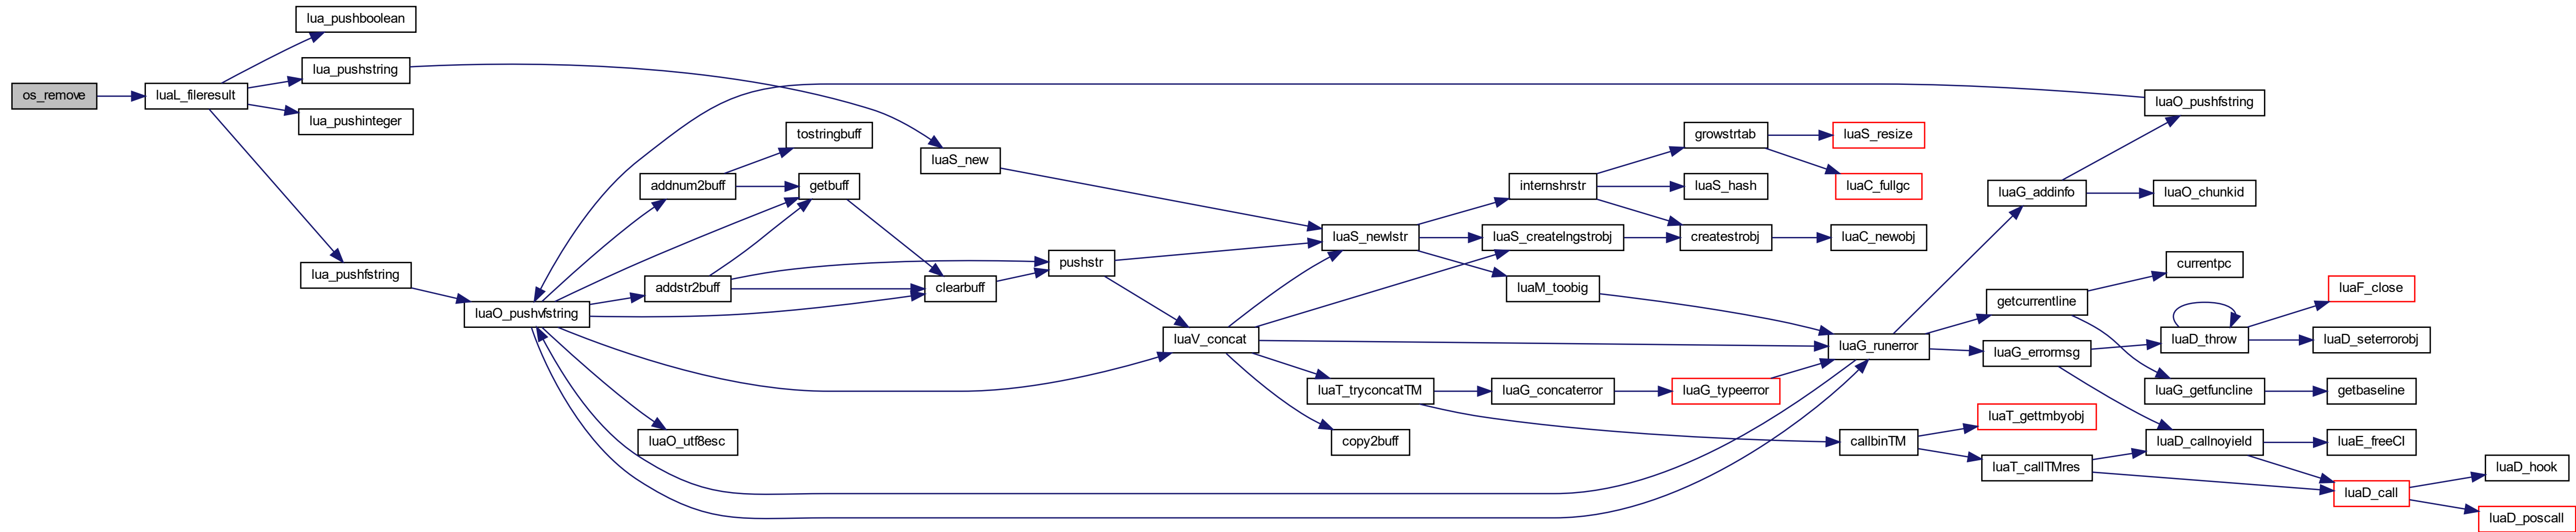 os_remove
luaL_fileresult
lua_pushboolean
lua_pushstring
lua_pushinteger
lua_pushfstring
luaO_pushvfstring
addnum2buff
addstr2buff
luaO_utf8esc
tostringbuff
getbuff
luaS_new
clearbuff
pushstr
luaV_concat
luaS_newlstr
luaT_tryconcatTM
copy2buff
internshrstr
luaS_createlngstrobj
luaM_toobig
luaG_concaterror
growstrtab
luaS_hash
createstrobj
luaG_typeerror
luaS_resize
luaC_fullgc
luaC_newobj
luaG_runerror
callbinTM
luaG_addinfo
getcurrentline
luaG_errormsg
luaT_gettmbyobj
luaT_callTMres
luaO_pushfstring
luaO_chunkid
currentpc
luaD_throw
luaG_getfuncline
luaD_callnoyield
luaF_close
luaD_seterrorobj
getbaseline
luaE_freeCI
luaD_call
luaD_hook
luaD_poscall